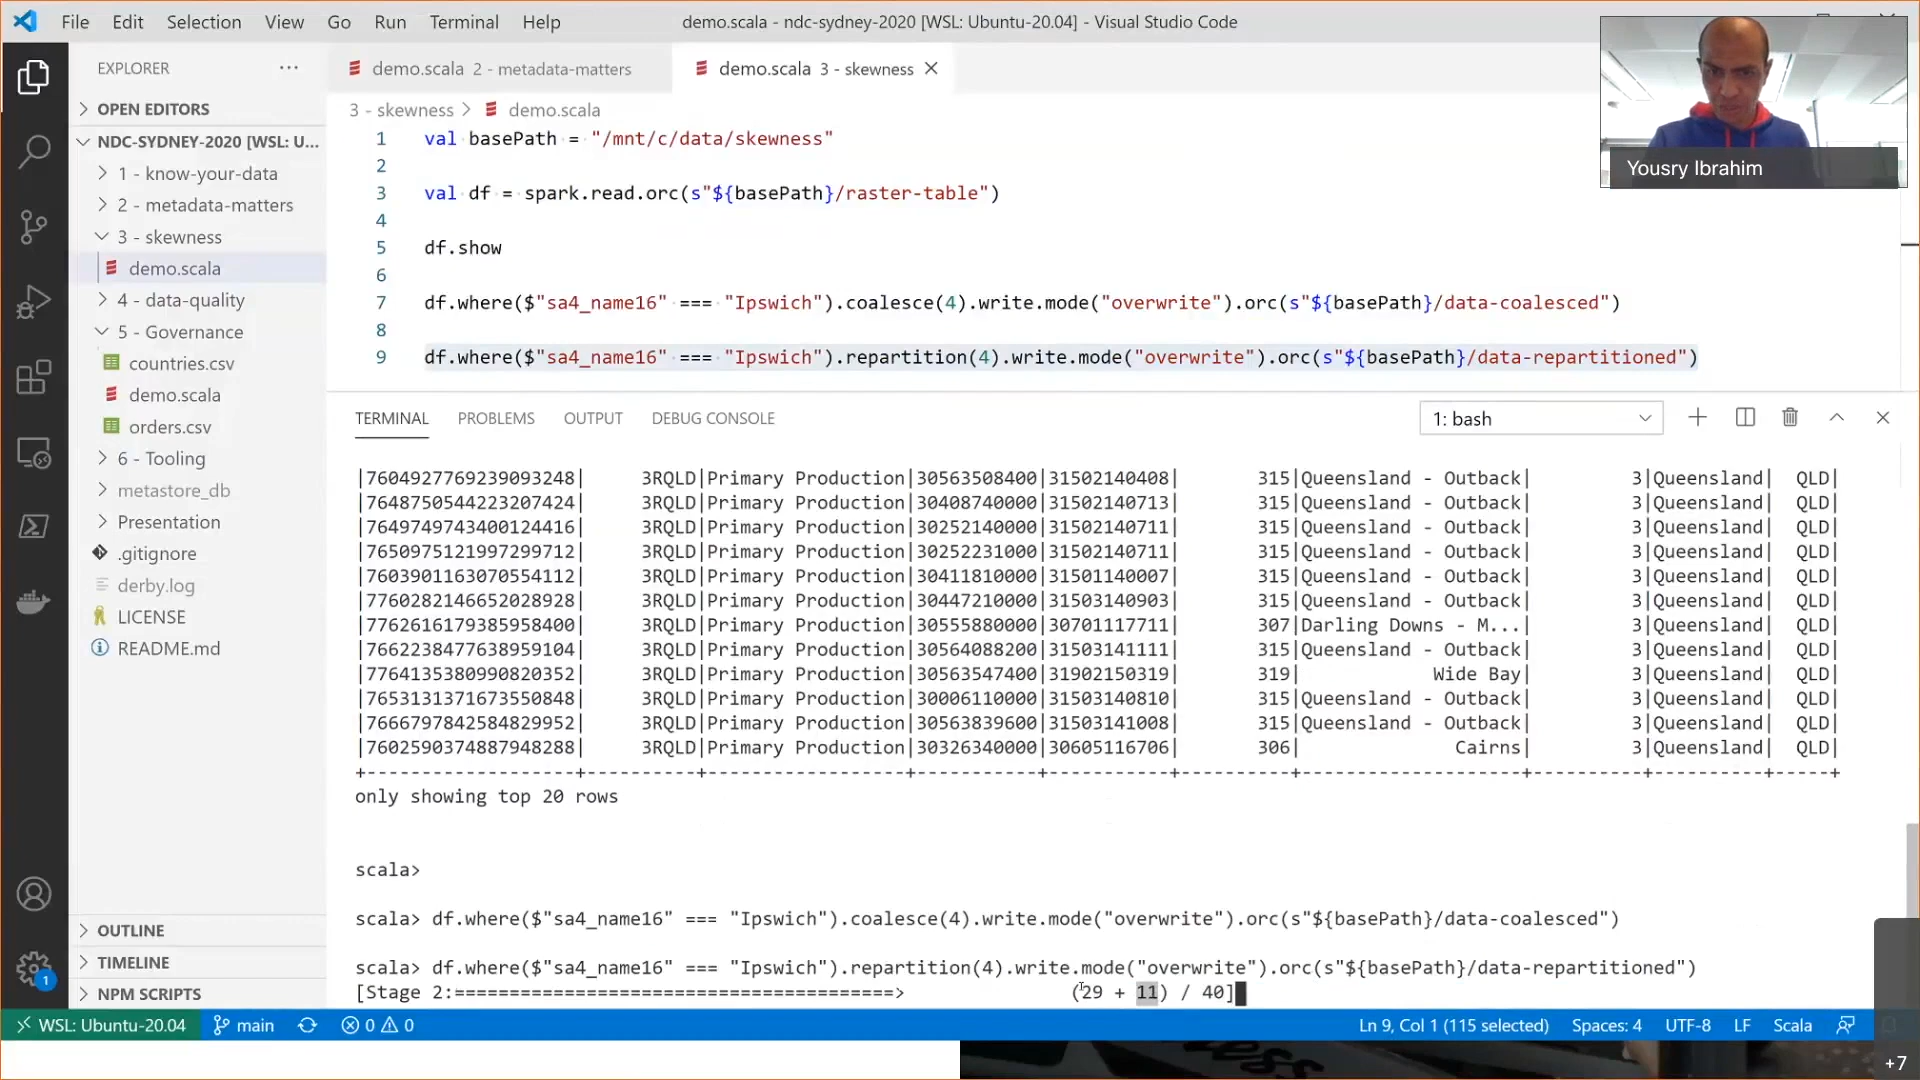 File Edit Selection View Go Run Terminal Help
demo.scala - ndc-sydney-2020 [WSL: Ubuntu-20.04] - Visual Studio Code
Yousry Ibrahim
EXPLORER ···
OPEN EDITORS
NDC-SYDNEY-2020 [WSL: U...
1 - know-your-data
2 - metadata-matters
3 - skewness
demo.scala
4 - data-quality
5 - Governance
countries.csv
demo.scala
orders.csv
6 - Tooling
metastore_db
Presentation
.gitignore
derby.log
LICENSE
README.md
OUTLINE
TIMELINE
NPM SCRIPTS
1
demo.scala 2 - metadata-matters
demo.scala 3 - skewness
3 - skewness > demo.scala
1 val basePath = "/mnt/c/data/skewness"
2
3 val df = spark.read.orc(s"${basePath}/raster-table")
4
5 df.show
6
7 df.where($"sa4_name16" === "Ipswich").coalesce(4).write.mode("overwrite").orc(s"${basePath}/data-coalesced")
8
9 df.where($"sa4_name16" === "Ipswich").repartition(4).write.mode("overwrite").orc(s"${basePath}/data-repartitioned")
TERMINAL PROBLEMS OUTPUT DEBUG CONSOLE
1: bash
|7604927769239093248| 3RQLD|Primary Production|30563508400|31502140408| 315|Queensland - Outback| 3|Queensland| QLD|
|7648750544223207424| 3RQLD|Primary Production|30408740000|31502140713| 315|Queensland - Outback| 3|Queensland| QLD|
|7649749743400124416| 3RQLD|Primary Production|30252140000|31502140711| 315|Queensland - Outback| 3|Queensland| QLD|
|7650975121997299712| 3RQLD|Primary Production|30252231000|31502140711| 315|Queensland - Outback| 3|Queensland| QLD|
|7603901163070554112| 3RQLD|Primary Production|30411810000|31501140007| 315|Queensland - Outback| 3|Queensland| QLD|
|7760282146652028928| 3RQLD|Primary Production|30447210000|31503140903| 315|Queensland - Outback| 3|Queensland| QLD|
|7762616179385958400| 3RQLD|Primary Production|30555880000|30701117711| 307|Darling Downs - M...| 3|Queensland| QLD|
|7662238477638959104| 3RQLD|Primary Production|30564088200|31503141111| 315|Queensland - Outback| 3|Queensland| QLD|
|7764135380990820352| 3RQLD|Primary Production|30563547400|31902150319| 319| Wide Bay| 3|Queensland| QLD|
|7653131371673550848| 3RQLD|Primary Production|30006110000|31503140810| 315|Queensland - Outback| 3|Queensland| QLD|
|7666797842584829952| 3RQLD|Primary Production|30563839600|31503141008| 315|Queensland - Outback| 3|Queensland| QLD|
|7602590374887948288| 3RQLD|Primary Production|30326340000|30605116706| 306| Cairns| 3|Queensland| QLD|
+-------------------+----------+------------------+-----------+-----------+----------+--------------------+----------+----------+-----+
only showing top 20 rows
scala>
scala> df.where($"sa4_name16" === "Ipswich").coalesce(4).write.mode("overwrite").orc(s"${basePath}/data-coalesced")
scala> df.where($"sa4_name16" === "Ipswich").repartition(4).write.mode("overwrite").orc(s"${basePath}/data-repartitioned")
[Stage 2:========================================> (29 + 11) / 40]
WSL: Ubuntu-20.04 main 0 0 Ln 9, Col 1 (115 selected) Spaces: 4 UTF-8 LF Scala
+7